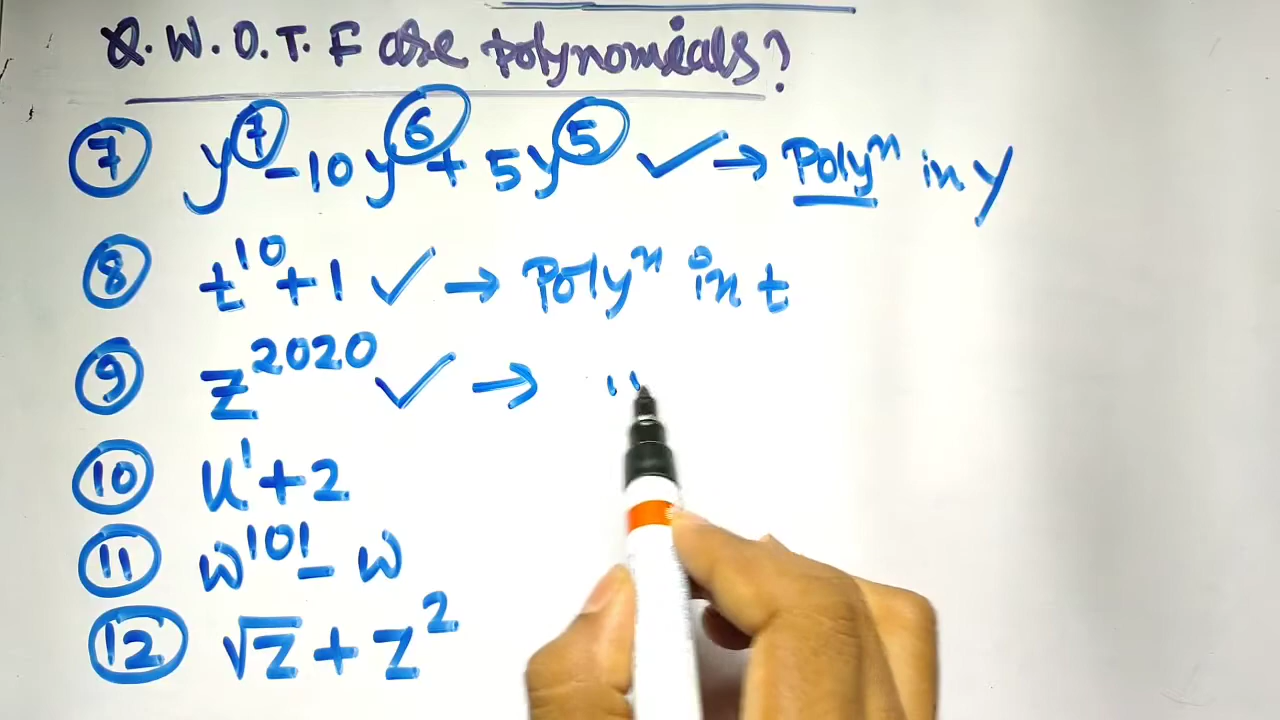 Q. W. O. T. F are polynomials?
⑦ y⁷ - 10y⁶ + 5y⁵ ✓ → Polyⁿ in y
⑧ t¹⁰ + 1 ✓ → Polyⁿ in t
⑨ z²⁰²⁰ ✓ → "
⑩ u¹ + 2
⑪ w¹⁰¹ - w
⑫ √z + z²